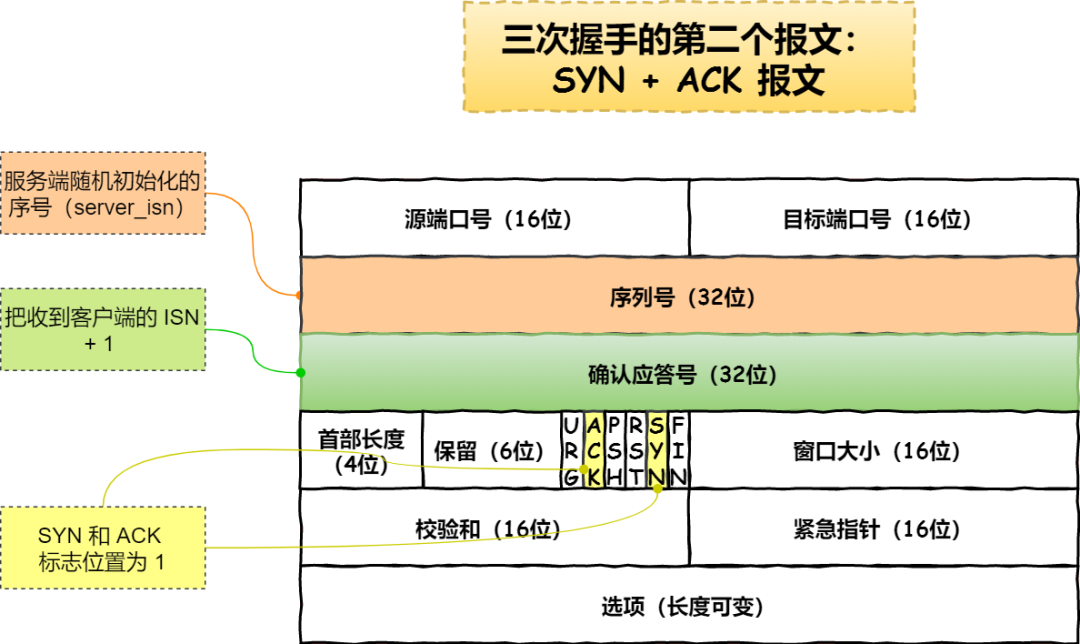 三次握手的第二个报文：
SYN + ACK 报文
服务端随机初始化的
序号（server_isn）
把收到客户端的 ISN
+ 1
SYN 和 ACK
标志位置为 1
源端口号（16位）
目标端口号（16位）
序列号（32位）
确认应答号（32位）
首部长度
（4位）
保留（6位）
URG
ACK
PSH
RST
SYN
FIN
窗口大小（16位）
校验和（16位）
紧急指针（16位）
选项（长度可变）